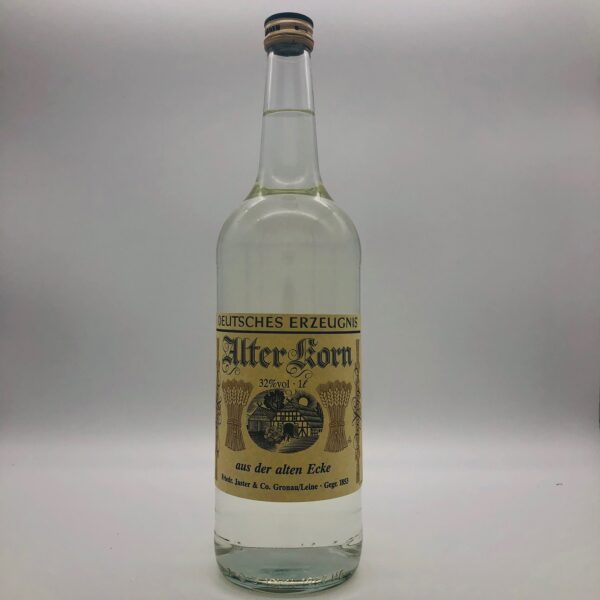 DEUTSCHES ERZEUGNIS
Alter Korn
32%vol · 1ℓ
aus der alten Ecke
Friedr. Jaster & Co. Gronau/Leine · Gegr. 1853